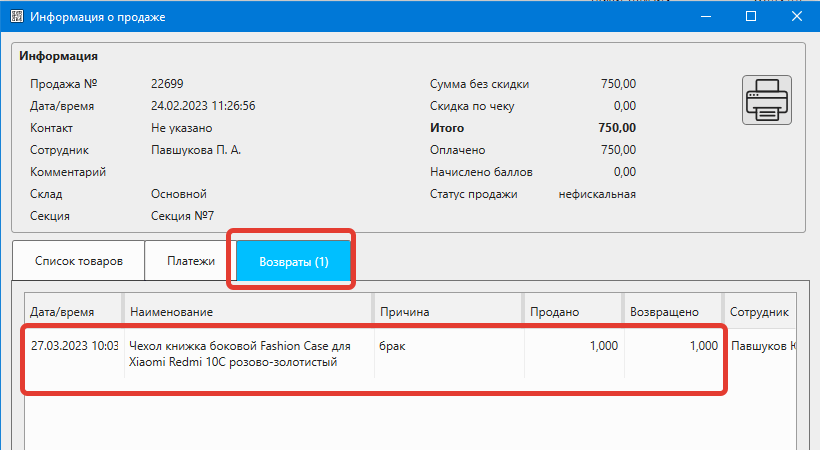 Информация о продаже
Информация
Продажа № 22699 Сумма без скидки 750,00
Дата/время 24.02.2023 11:26:56 Скидка по чеку 0,00
Контакт Не указано Итого 750,00
Сотрудник Павшукова П. А. Оплачено 750,00
Комментарий Начислено баллов 0,00
Склад Основной Статус продажи нефискальная
Секция Секция №7
Список товаров Платежи Возвраты (1)
Дата/время Наименование Причина Продано Возвращено Сотрудник
27.03.2023 10:03 Чехол книжка боковой Fashion Case для брак 1,000 1,000 Павшуков
Xiaomi Redmi 10C розово-золотистый